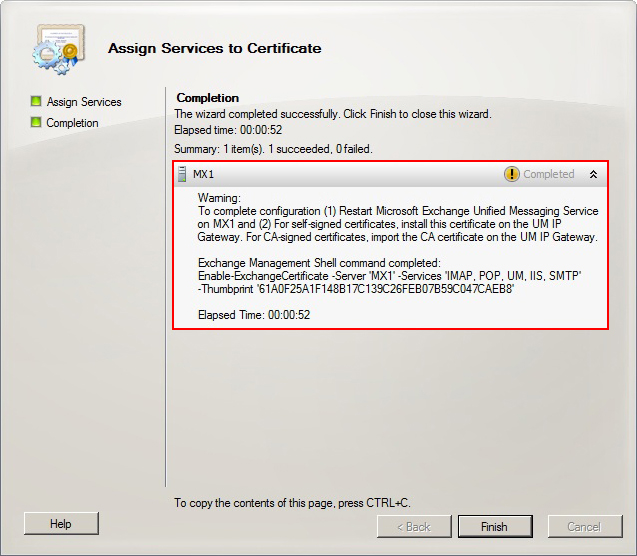 Assign Services to Certificate
Assign Services
Completion
Completion
The wizard completed successfully. Click Finish to close this wizard.
Elapsed time: 00:00:52
Summary: 1 item(s). 1 succeeded, 0 failed.
MX1
Completed
Warning:
To complete configuration (1) Restart Microsoft Exchange Unified Messaging Service
on MX1 and (2) For self-signed certificates, install this certificate on the UM IP
Gateway. For CA-signed certificates, import the CA certificate on the UM IP Gateway.
Exchange Management Shell command completed:
Enable-ExchangeCertificate -Server 'MX1' -Services 'IMAP, POP, UM, IIS, SMTP'
-Thumbprint '61A0F25A1F148B17C139C26FEB07B59C047CAEB8'
Elapsed Time: 00:00:52
To copy the contents of this page, press CTRL+C.
Help
< Back
Finish
Cancel